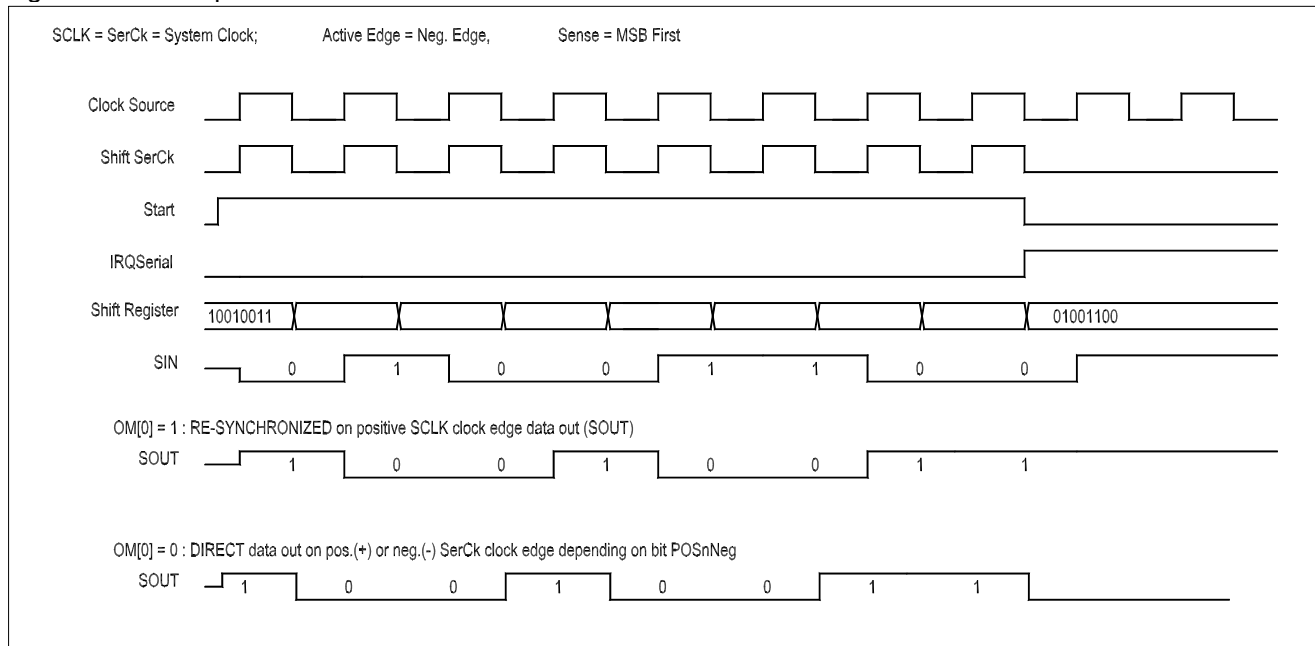 SCLK = SerCk = System Clock; Active Edge = Neg. Edge, Sense = MSB First
Clock Source
Shift SerCk
Start
IRQSerial
Shift Register 10010011 01001100
SIN 0 1 0 0 1 1 0 0
OM[0] = 1 : RE-SYNCHRONIZED on positive SCLK clock edge data out (SOUT)
SOUT 1 0 0 1 0 0 1 1
OM[0] = 0 : DIRECT data out on pos.(+) or neg.(-) SerCk clock edge depending on bit POSnNeg
SOUT 1 0 0 1 0 0 1 1